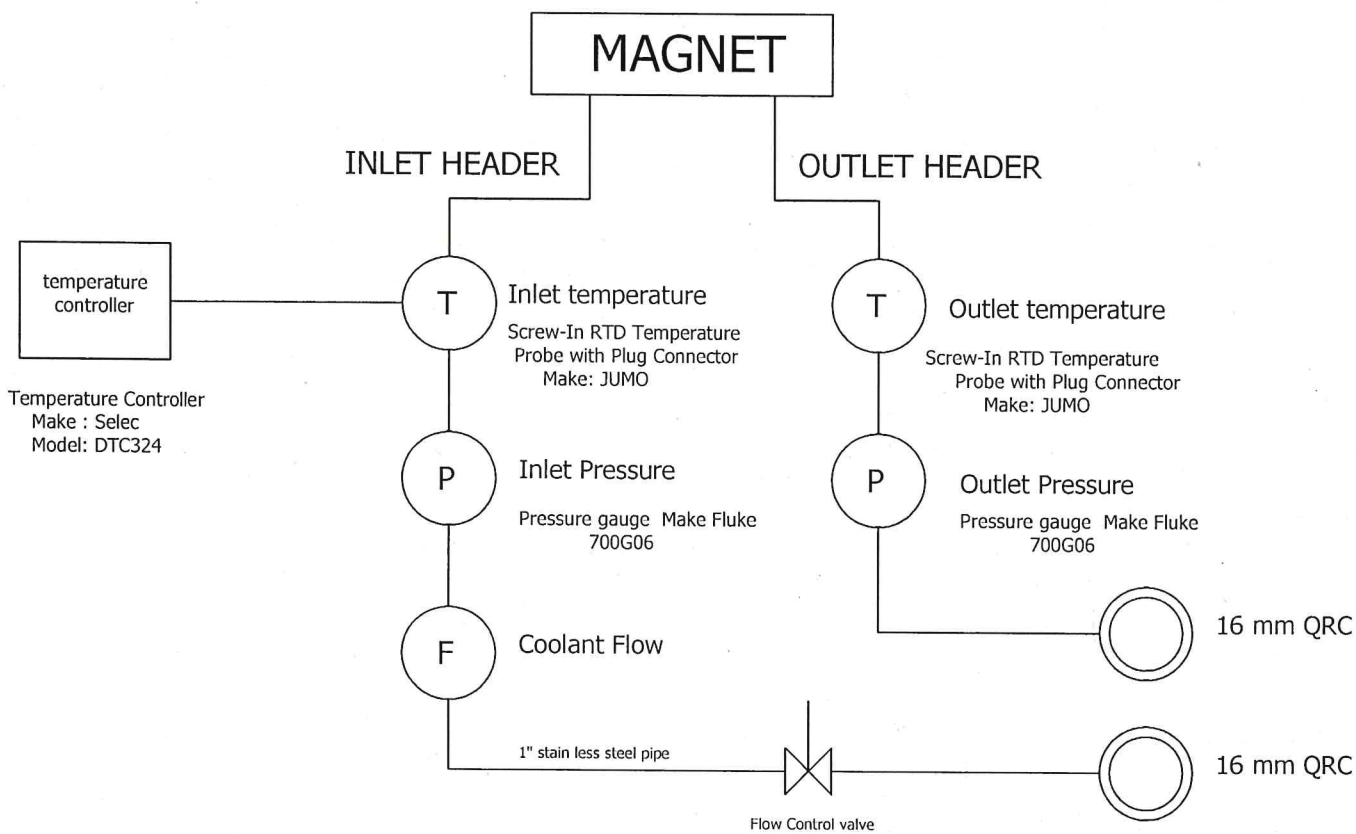 MAGNET
INLET HEADER
OUTLET HEADER
temperature
controller
Temperature Controller
Make : Selec
Model: DTC324
T
Inlet temperature
Screw-In RTD Temperature
Probe with Plug Connector
Make: JUMO
T
Outlet temperature
Screw-In RTD Temperature
Probe with Plug Connector
Make: JUMO
P
Inlet Pressure
Pressure gauge Make Fluke
700G06
P
Outlet Pressure
Pressure gauge Make Fluke
700G06
F
Coolant Flow
16 mm QRC
1" stain less steel pipe
16 mm QRC
Flow Control valve